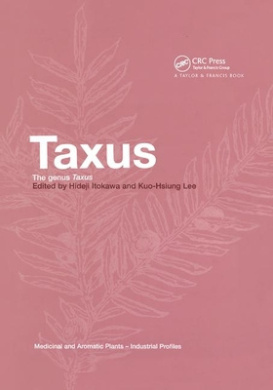 CRC Press
Taylor & Francis Group
A TAYLOR & FRANCIS BOOK
Taxus
The genus Taxus
Edited by Hideji Itokawa and Kuo-Hsiung Lee
Medicinal and Aromatic Plants – Industrial Profiles